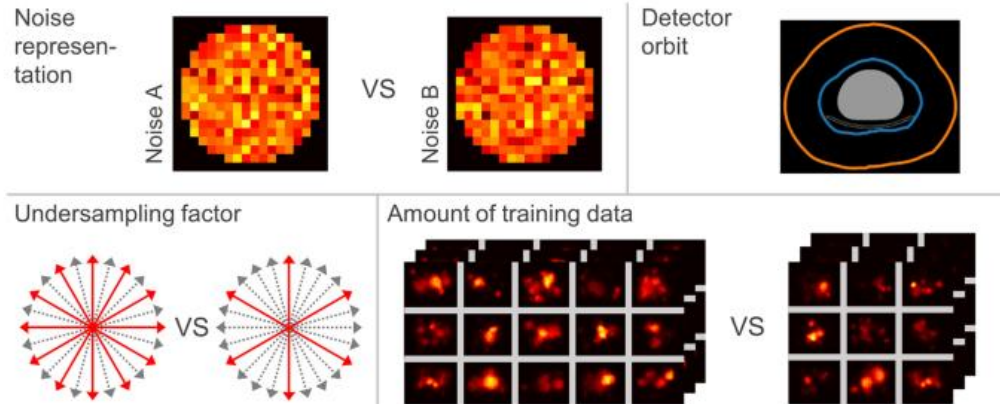 Noise
represen-
tation
Noise A
VS
Noise B
Detector
orbit
Undersampling factor
VS
Amount of training data
VS